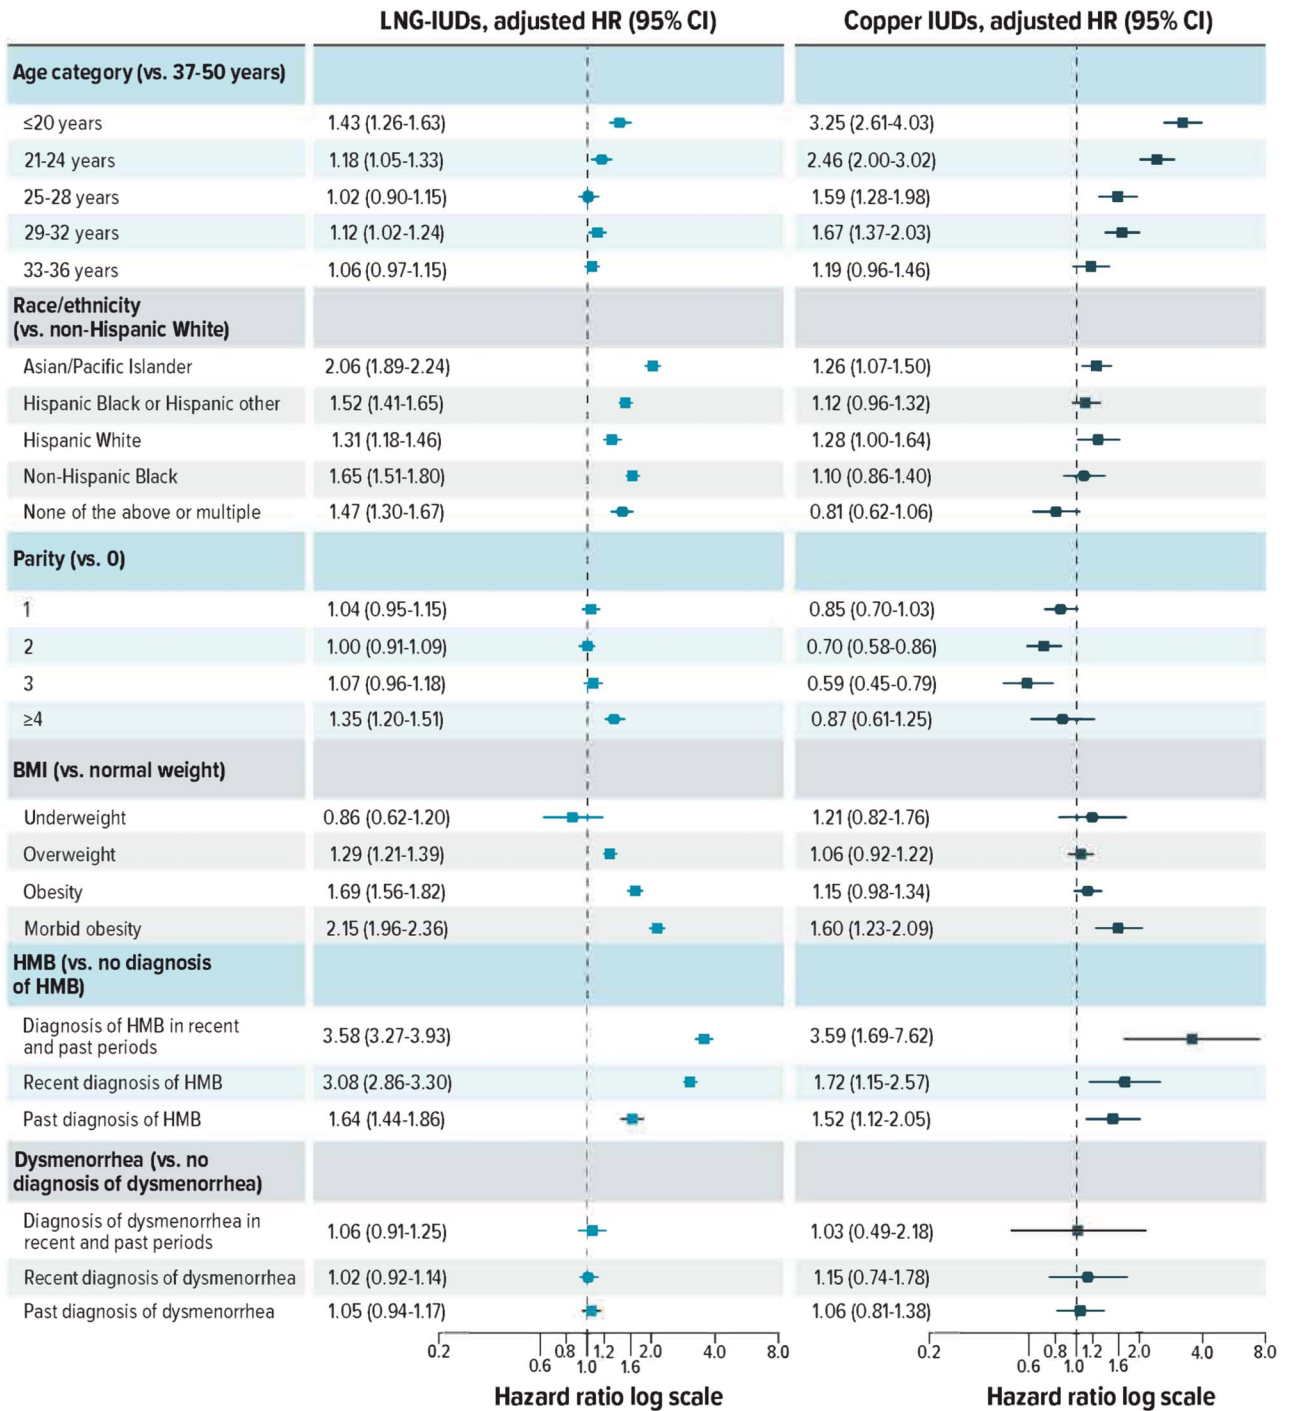 LNG-IUDs, adjusted HR (95% CI) Copper IUDs, adjusted HR (95% CI)
Age category (vs. 37-50 years)
≤20 years 1.43 (1.26-1.63) 3.25 (2.61-4.03)
21-24 years 1.18 (1.05-1.33) 2.46 (2.00-3.02)
25-28 years 1.02 (0.90-1.15) 1.59 (1.28-1.98)
29-32 years 1.12 (1.02-1.24) 1.67 (1.37-2.03)
33-36 years 1.06 (0.97-1.15) 1.19 (0.96-1.46)
Race/ethnicity
(vs. non-Hispanic White)
Asian/Pacific Islander 2.06 (1.89-2.24) 1.26 (1.07-1.50)
Hispanic Black or Hispanic other 1.52 (1.41-1.65) 1.12 (0.96-1.32)
Hispanic White 1.31 (1.18-1.46) 1.28 (1.00-1.64)
Non-Hispanic Black 1.65 (1.51-1.80) 1.10 (0.86-1.40)
None of the above or multiple 1.47 (1.30-1.67) 0.81 (0.62-1.06)
Parity (vs. 0)
1 1.04 (0.95-1.15) 0.85 (0.70-1.03)
2 1.00 (0.91-1.09) 0.70 (0.58-0.86)
3 1.07 (0.96-1.18) 0.59 (0.45-0.79)
≥4 1.35 (1.20-1.51) 0.87 (0.61-1.25)
BMI (vs. normal weight)
Underweight 0.86 (0.62-1.20) 1.21 (0.82-1.76)
Overweight 1.29 (1.21-1.39) 1.06 (0.92-1.22)
Obesity 1.69 (1.56-1.82) 1.15 (0.98-1.34)
Morbid obesity 2.15 (1.96-2.36) 1.60 (1.23-2.09)
HMB (vs. no diagnosis
of HMB)
Diagnosis of HMB in recent
and past periods 3.58 (3.27-3.93) 3.59 (1.69-7.62)
Recent diagnosis of HMB 3.08 (2.86-3.30) 1.72 (1.15-2.57)
Past diagnosis of HMB 1.64 (1.44-1.86) 1.52 (1.12-2.05)
Dysmenorrhea (vs. no
diagnosis of dysmenorrhea)
Diagnosis of dysmenorrhea in
recent and past periods 1.06 (0.91-1.25) 1.03 (0.49-2.18)
Recent diagnosis of dysmenorrhea 1.02 (0.92-1.14) 1.15 (0.74-1.78)
Past diagnosis of dysmenorrhea 1.05 (0.94-1.17) 1.06 (0.81-1.38)
0.2 0.6 0.8 1.0 1.2 1.6 2.0 4.0 8.0 0.2 0.6 0.8 1.0 1.2 1.6 2.0 4.0 8.0
Hazard ratio log scale Hazard ratio log scale